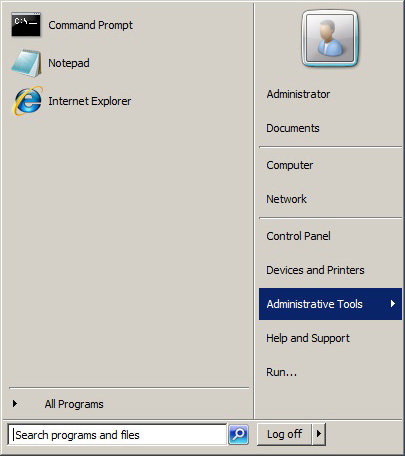 Command Prompt
Notepad
Internet Explorer
All Programs
Search programs and files
Administrator
Documents
Computer
Network
Control Panel
Devices and Printers
Administrative Tools
Help and Support
Run...
Log off